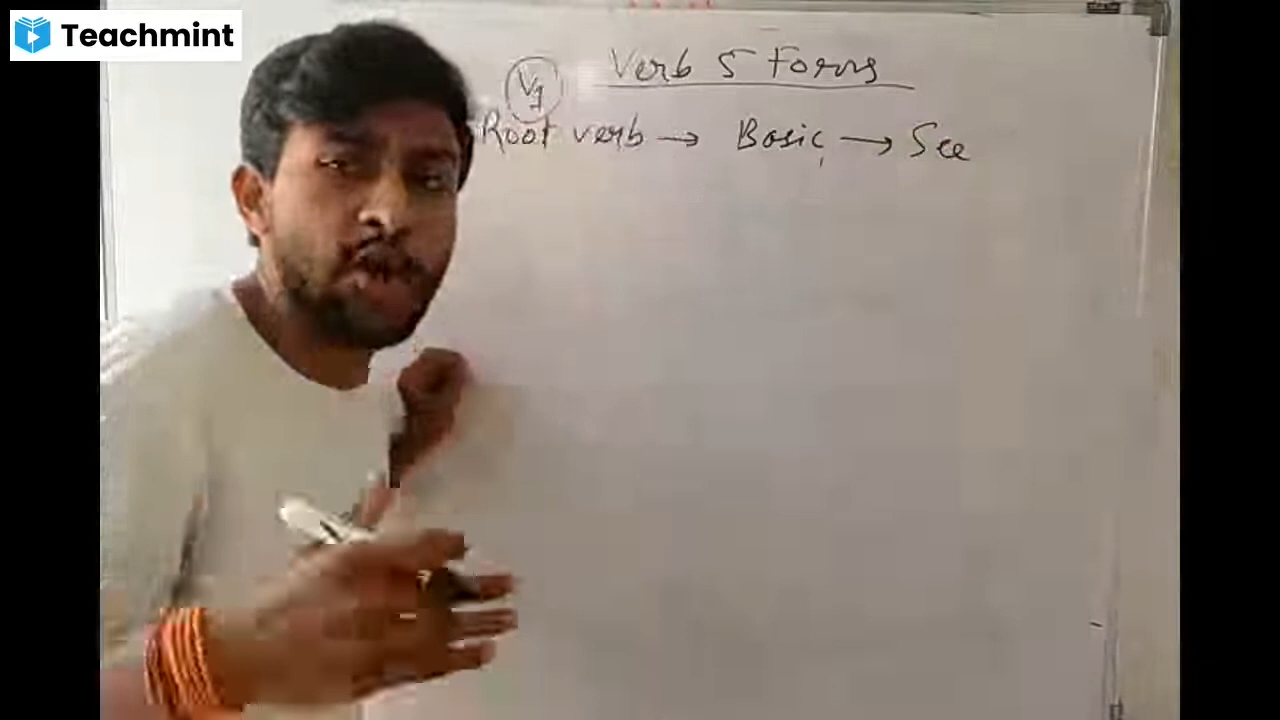 Teachmint
Verb 5 Forms
V1
Root verb → Basic → See